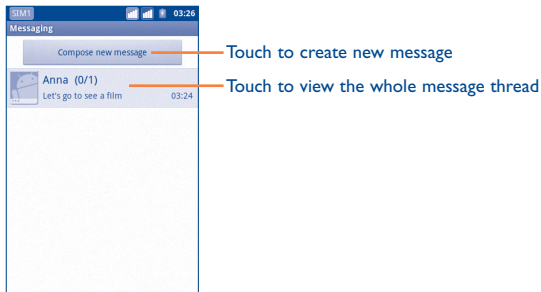 SIM1 03:26
Messaging
Compose new message
Touch to create new message
Anna (0/1)
Let's go to see a film 03:24
Touch to view the whole message thread